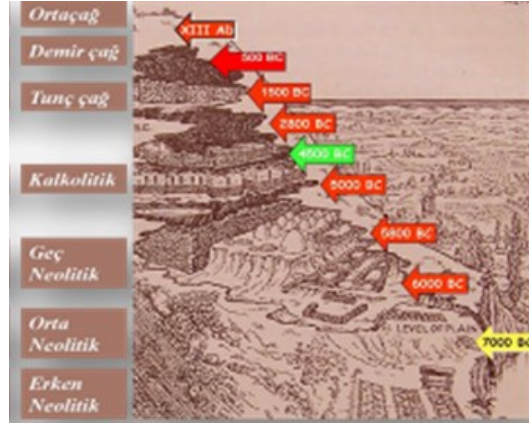 Ortaçağ
XIII Ab
Demir çağ
500 BC
Tunç çağ
1500 BC
2800 BC
4500 BC
Kalkolitik
5000 BC
Geç
Neolitik
5800 BC
6000 BC
Orta
Neolitik
LEVEL OF PLAIN
7000 BC
Erken
Neolitik